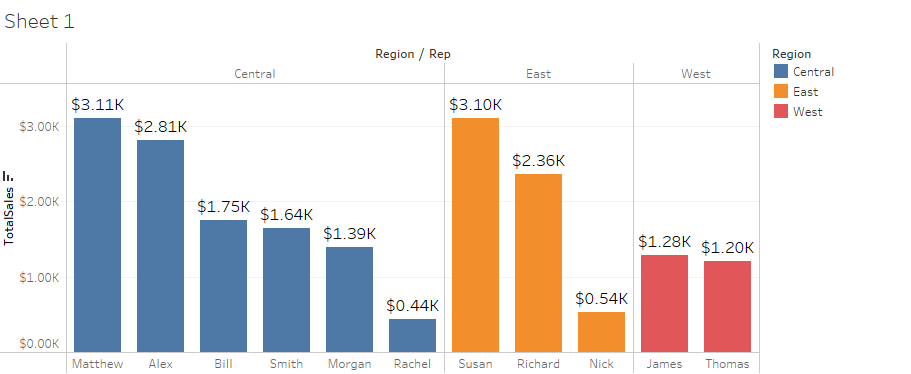 Sheet 1
Region / Rep
Central East West
$3.11K $2.81K $1.75K $1.64K $1.39K $0.44K $3.10K $2.36K $0.54K $1.28K $1.20K
TotalSales
$3.00K
$2.00K
$1.00K
$0.00K
Matthew Alex Bill Smith Morgan Rachel Susan Richard Nick James Thomas
Region
Central
East
West